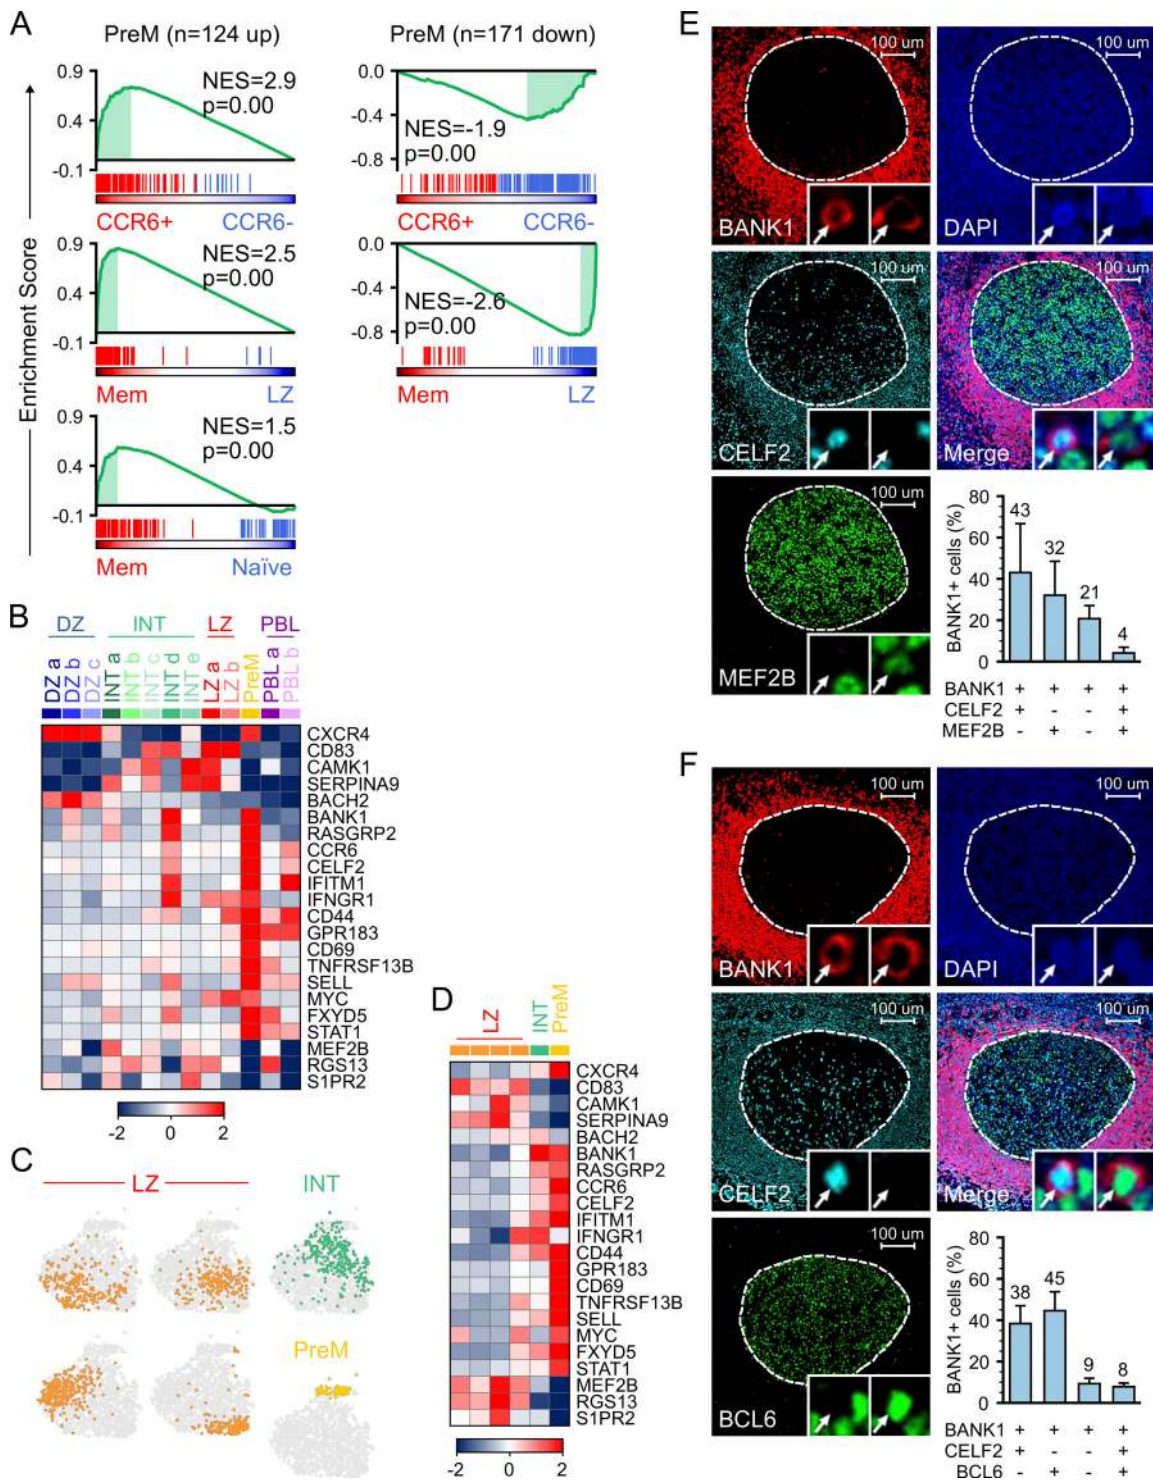 A
PreM (n=124 up)
PreM (n=171 down)
Enrichment Score
0.9
0.4
-0.1
NES=2.9
p=0.00
CCR6+
CCR6-
0.0
-0.4
-0.8
NES=-1.9
p=0.00
CCR6+
CCR6-
0.9
0.4
-0.1
NES=2.5
p=0.00
Mem
LZ
0.0
-0.4
-0.8
NES=-2.6
p=0.00
Mem
LZ
0.4
-0.1
NES=1.5
p=0.00
Mem
Naïve
B
DZ
INT
LZ
PBL
DZ a
DZ b
DZ c
INT a
INT b
INT c
INT d
INT e
LZ a
LZ b
PreM
PBL a
PBL b
CXCR4
CD83
CAMK1
SERPINA9
BACH2
BANK1
RASGRP2
CCR6
CELF2
IFITM1
IFNGR1
CD44
GPR183
CD69
TNFRSF13B
SELL
MYC
FXYD5
STAT1
MEF2B
RGS13
S1PR2
-2
0
2
C
LZ
INT
PreM
D
LZ
INT
PreM
CXCR4
CD83
CAMK1
SERPINA9
BACH2
BANK1
RASGRP2
CCR6
CELF2
IFITM1
IFNGR1
CD44
GPR183
CD69
TNFRSF13B
SELL
MYC
FXYD5
STAT1
MEF2B
RGS13
S1PR2
-2
0
2
E
100 um
BANK1
100 um
DAPI
100 um
CELF2
100 um
Merge
100 um
MEF2B
BANK1+ cells (%)
80
60
40
20
0
43
32
21
4
BANK1 + + + +
CELF2 + - - +
MEF2B - + - +
F
100 um
BANK1
100 um
DAPI
100 um
CELF2
100 um
Merge
100 um
BCL6
BANK1+ cells (%)
80
60
40
20
0
38
45
9
8
BANK1 + + + +
CELF2 + - - +
BCL6 - + - +